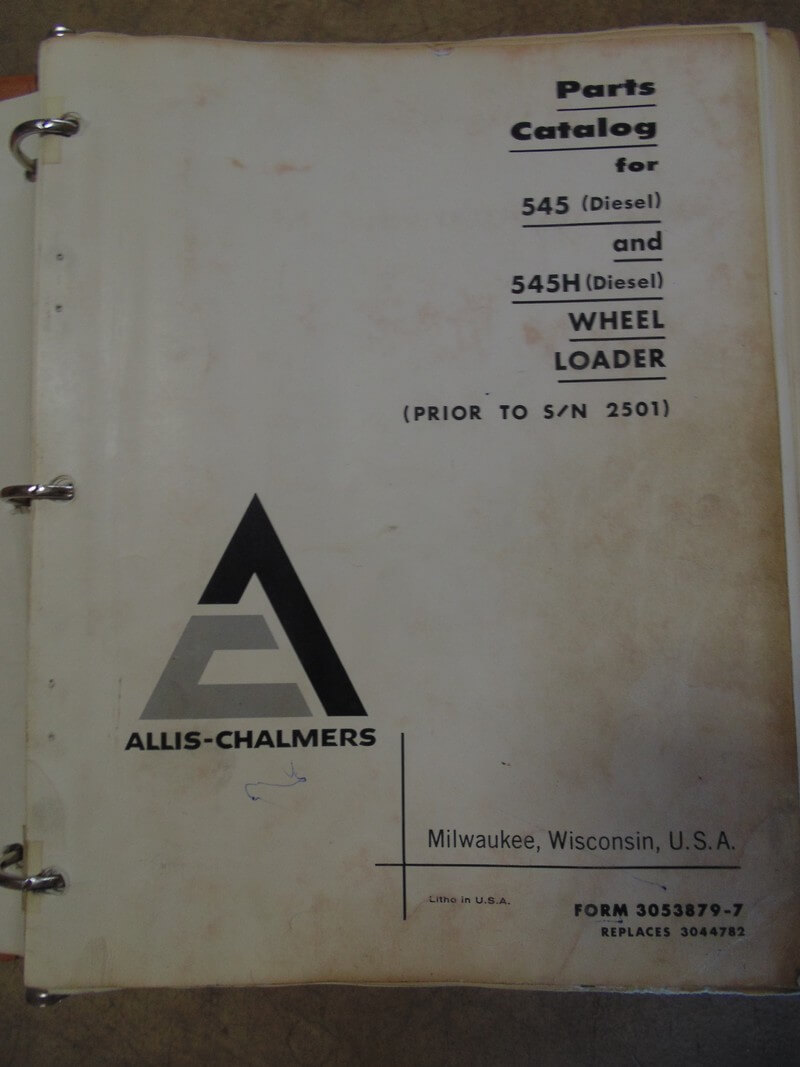 Parts
Catalog
for
545 (Diesel)
and
545H (Diesel)
WHEEL
LOADER
(PRIOR TO S/N 2501)
ALLIS-CHALMERS
Milwaukee, Wisconsin, U.S.A.
Litho in U.S.A.
FORM 3053879-7
REPLACES 3044782